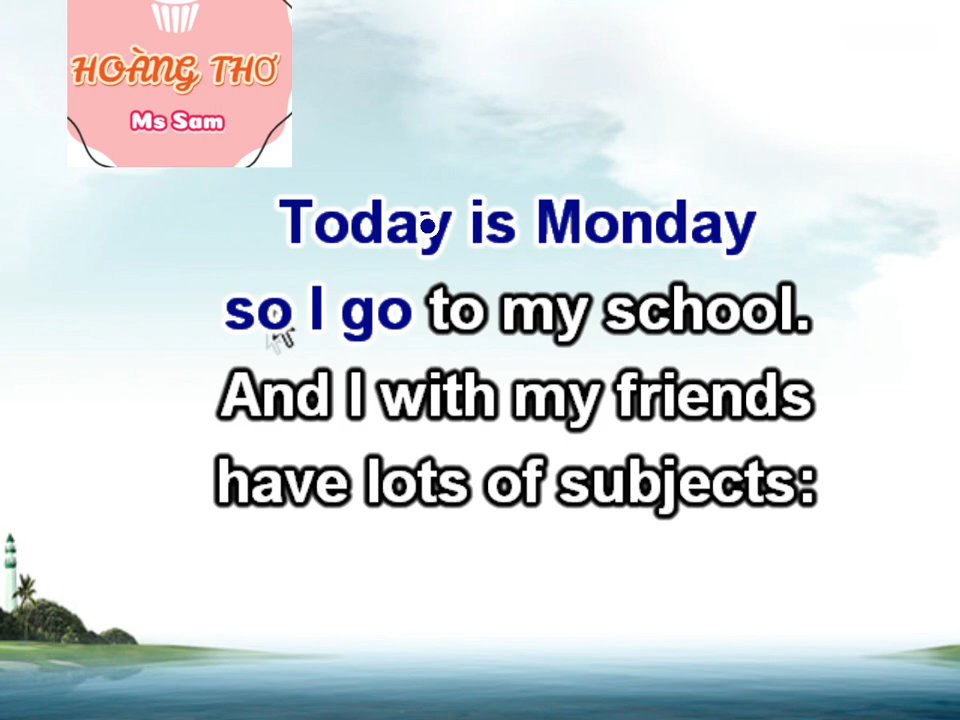 HOÀNG THƠ
Ms Sam
Today is Monday
so I go to my school.
And I with my friends
have lots of subjects: